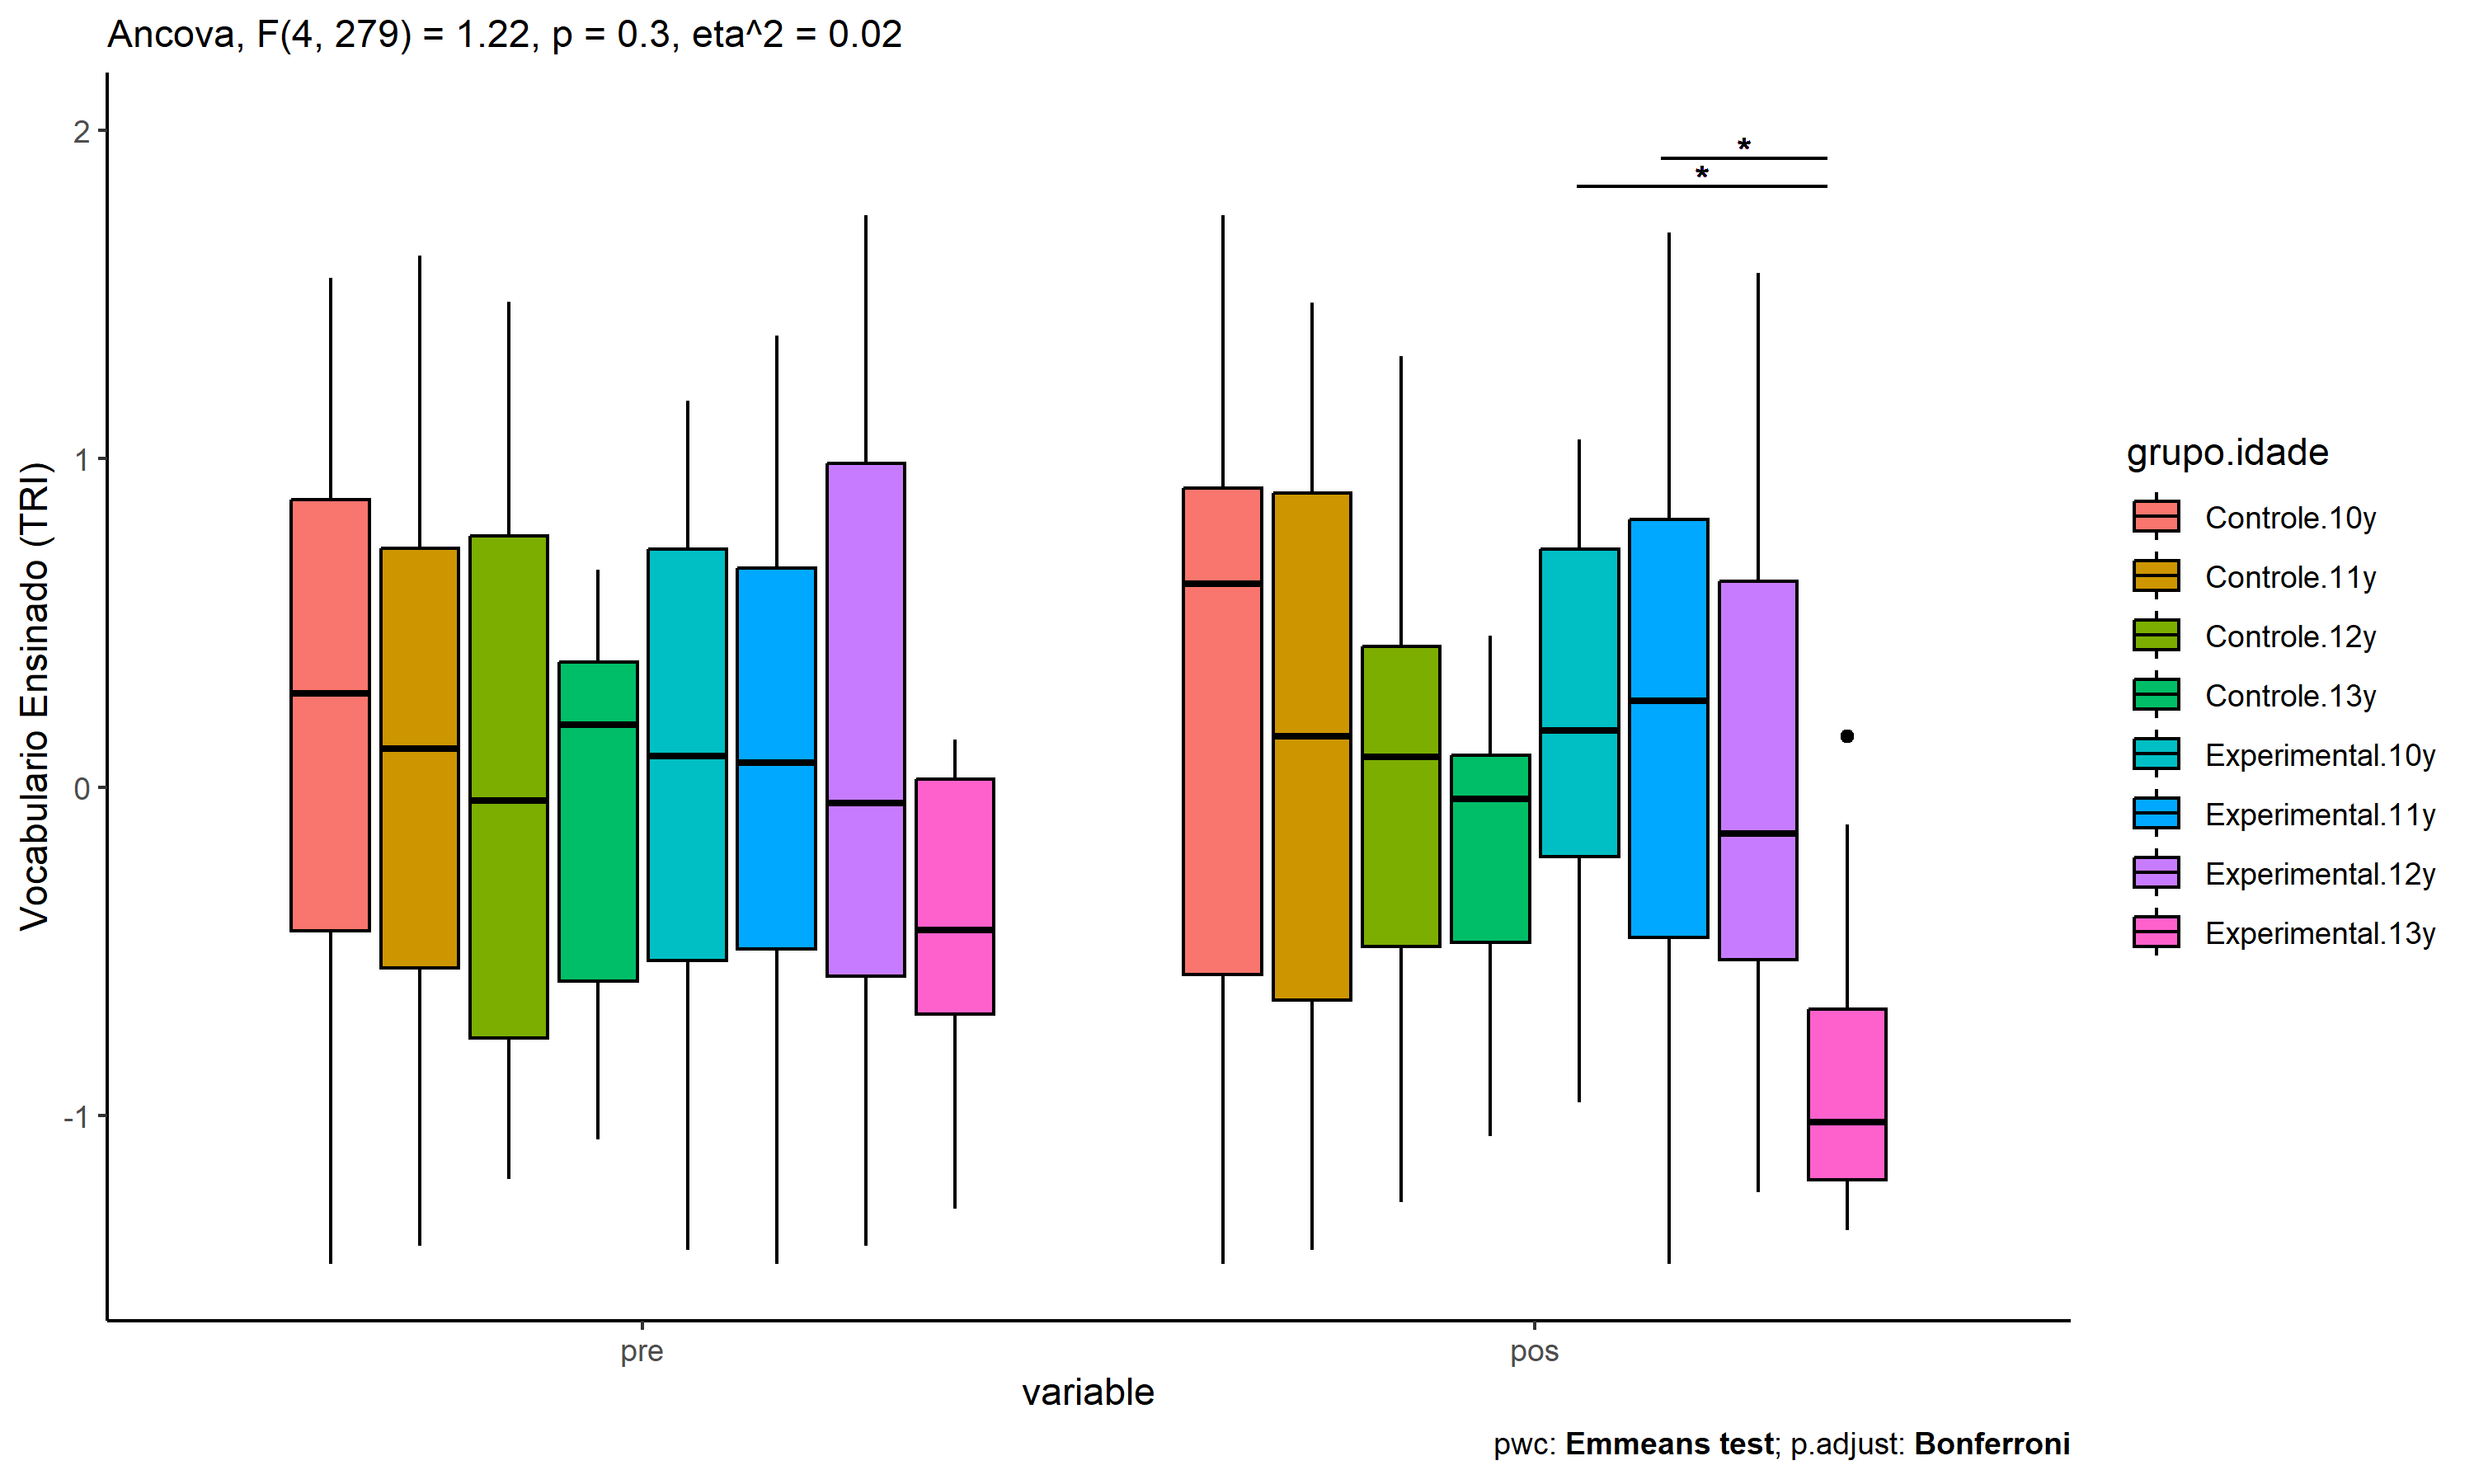 Ancova, F(4, 279) = 1.22, p = 0.3, eta^2 = 0.02
Vocabulario Ensinado (TRI)
2
1
0
-1
*
*
pre
pos
variable
grupo.idade
Controle.10y
Controle.11y
Controle.12y
Controle.13y
Experimental.10y
Experimental.11y
Experimental.12y
Experimental.13y
pwc: Emmeans test; p.adjust: Bonferroni